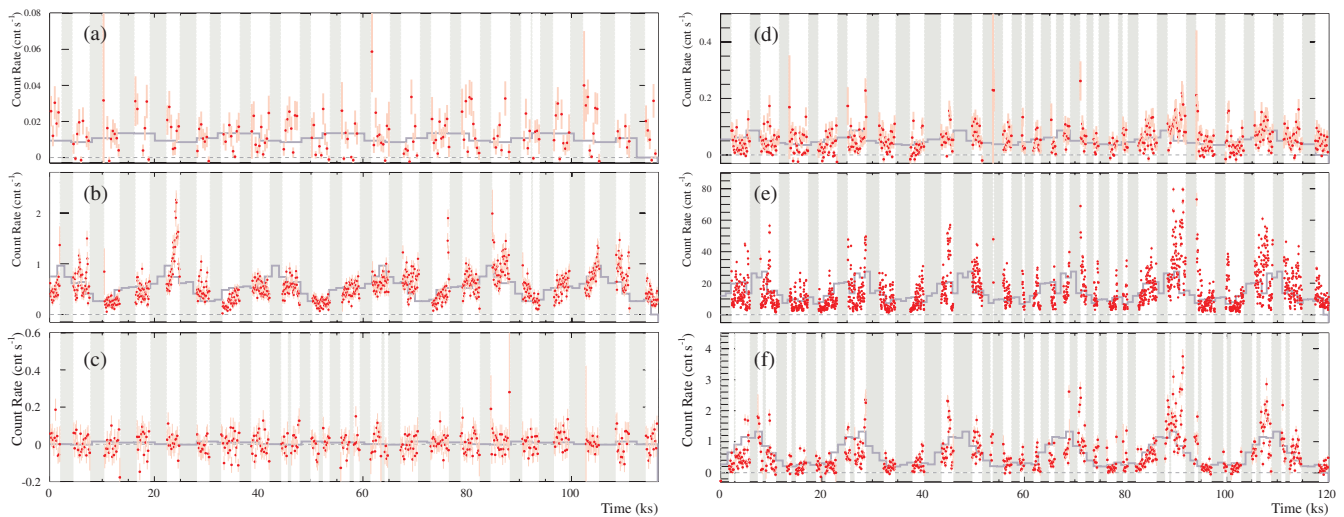 (a)
Count Rate (cnt s⁻¹)
0.08
0.06
0.04
0.02
0
(b)
Count Rate (cnt s⁻¹)
2
1
0
(c)
Count Rate (cnt s⁻¹)
0.6
0.4
0.2
0
-0.2
0 20 40 60 80 100
Time (ks)
(d)
Count Rate (cnt s⁻¹)
0.4
0.2
0
(e)
Count Rate (cnt s⁻¹)
80
60
40
20
0
(f)
Count Rate (cnt s⁻¹)
4
3
2
1
0
0 20 40 60 80 100 120
Time (ks)